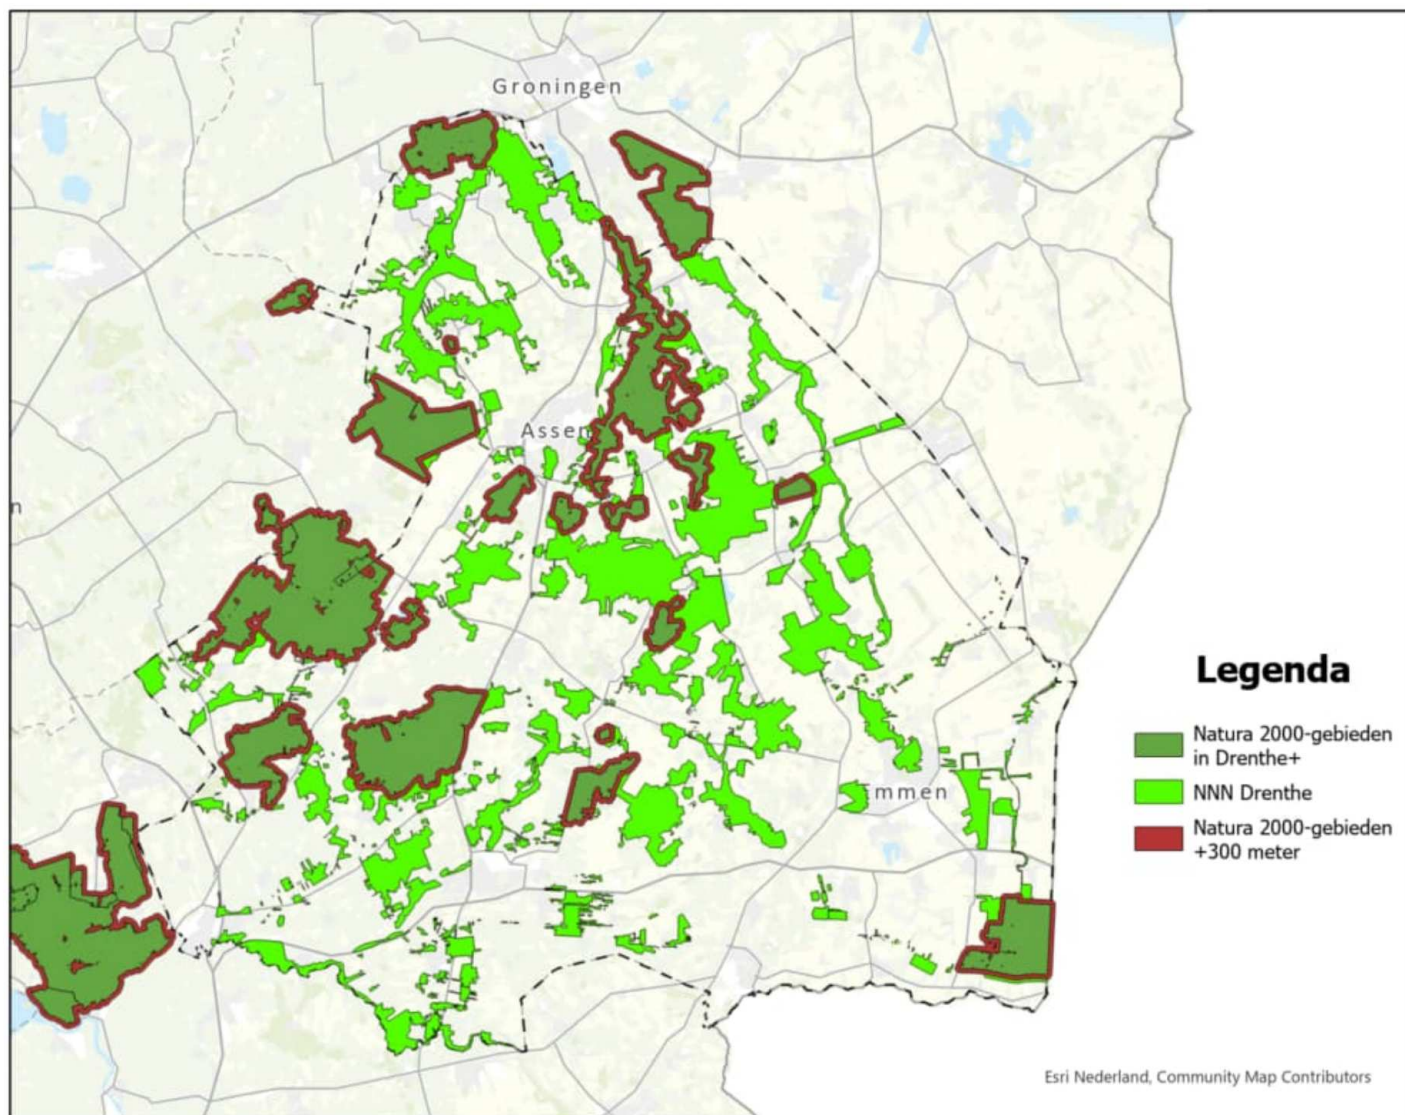 Groningen
Assen
n
Emmen
Legenda
Natura 2000-gebieden
in Drenthe+
NNN Drenthe
Natura 2000-gebieden
+300 meter
Esri Nederland, Community Map Contributors